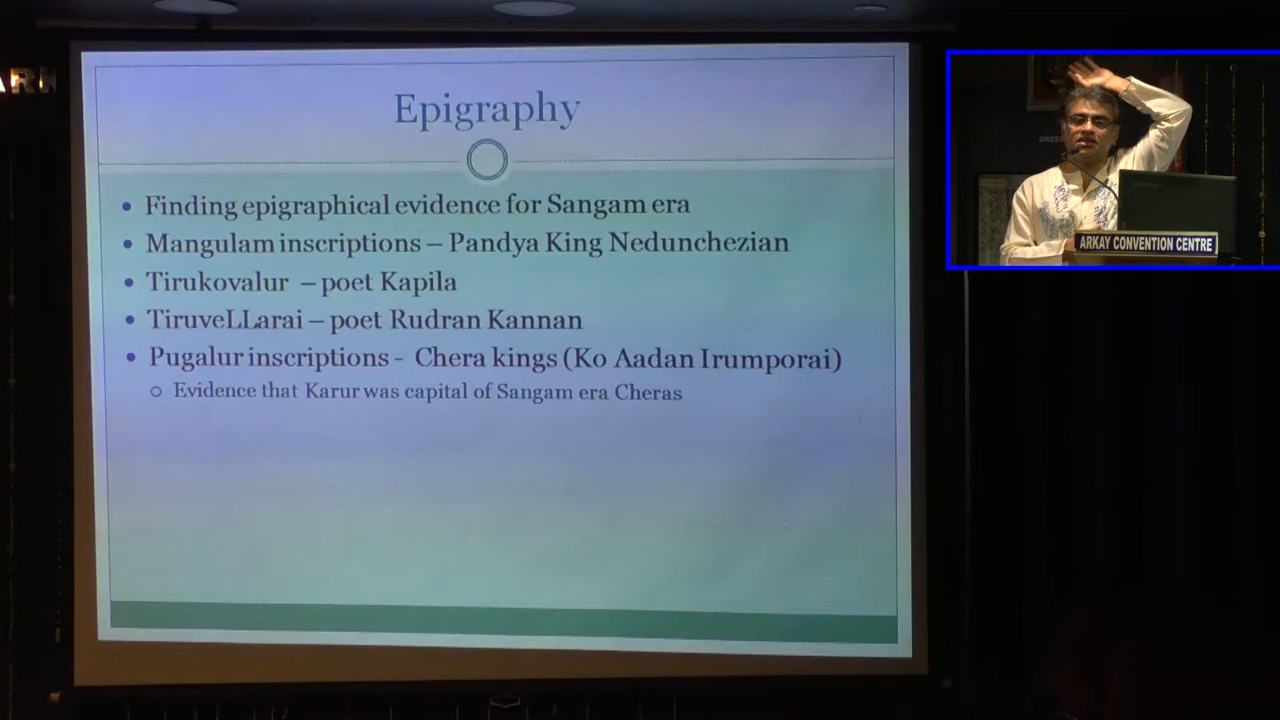 Epigraphy
Finding epigraphical evidence for Sangam era
Mangulam inscriptions – Pandya King Nedunchezian
Tirukovalur – poet Kapila
TiruveLLarai – poet Rudran Kannan
Pugalur inscriptions - Chera kings (Ko Aadan Irumporai)
Evidence that Karur was capital of Sangam era Cheras
ARKAY CONVENTION CENTRE